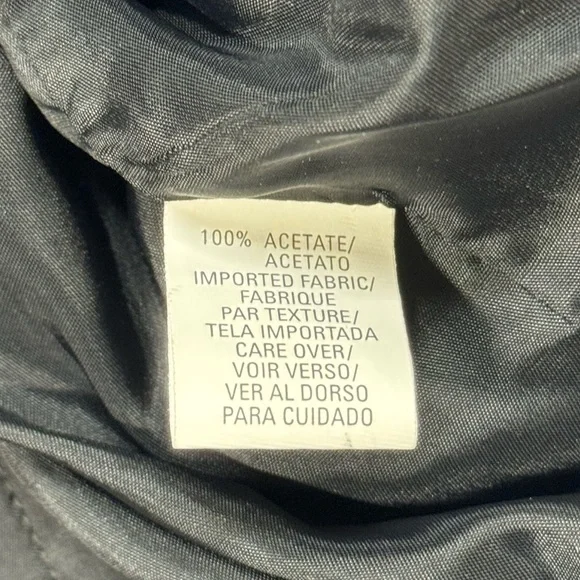 100% ACETATE/
ACETATO
IMPORTED FABRIC/
FABRIQUE
PAR TEXTURE/
TELA IMPORTADA
CARE OVER/
VOIR VERSO/
VER AL DORSO
PARA CUIDADO